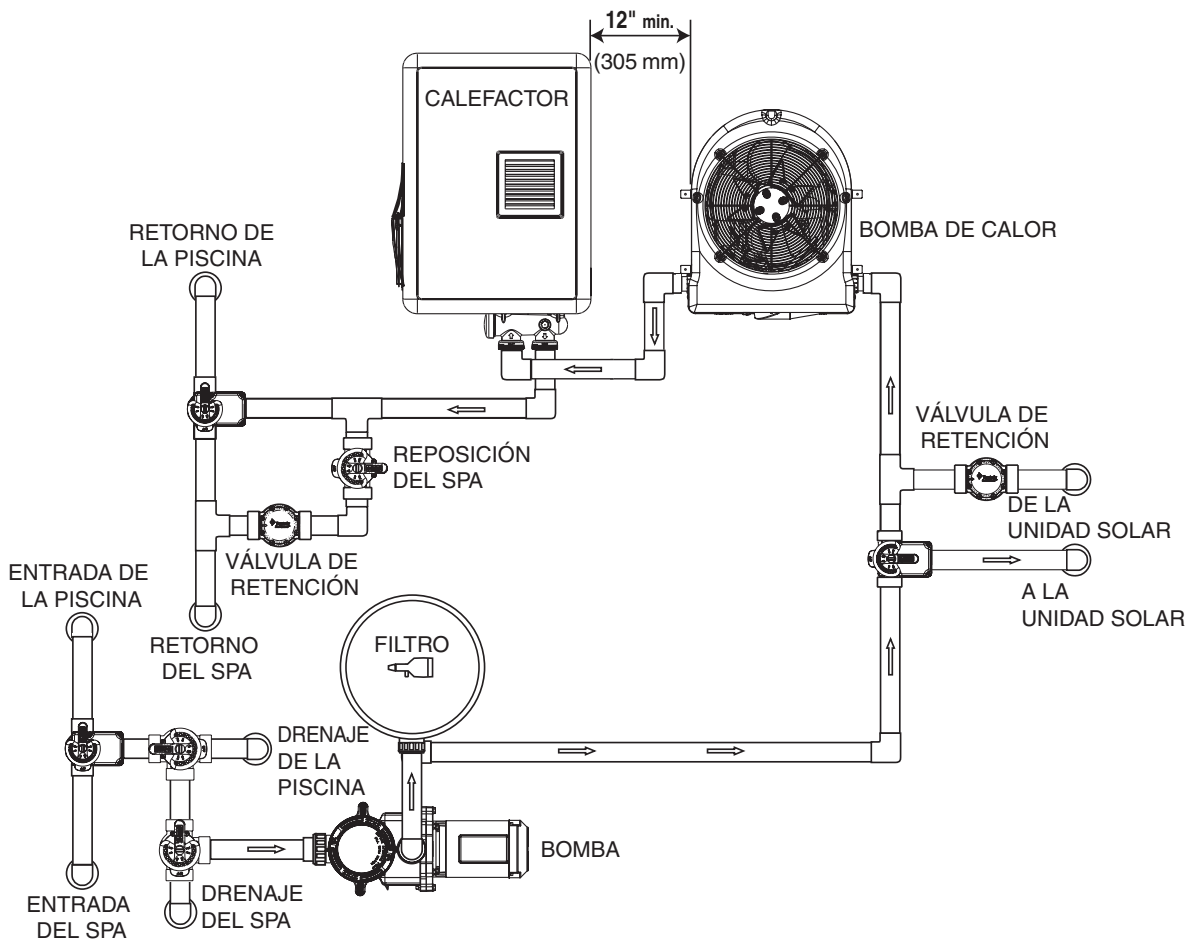 12" min.
(305 mm)
CALEFACTOR
BOMBA DE CALOR
RETORNO DE
LA PISCINA
VÁLVULA DE
RETENCIÓN
REPOSICIÓN
DEL SPA
DE LA
UNIDAD SOLAR
VÁLVULA DE
RETENCIÓN
ENTRADA DE
LA PISCINA
A LA
UNIDAD SOLAR
RETORNO
DEL SPA
FILTRO
DRENAJE
DE LA
PISCINA
BOMBA
ENTRADA
DEL SPA
DRENAJE
DEL SPA